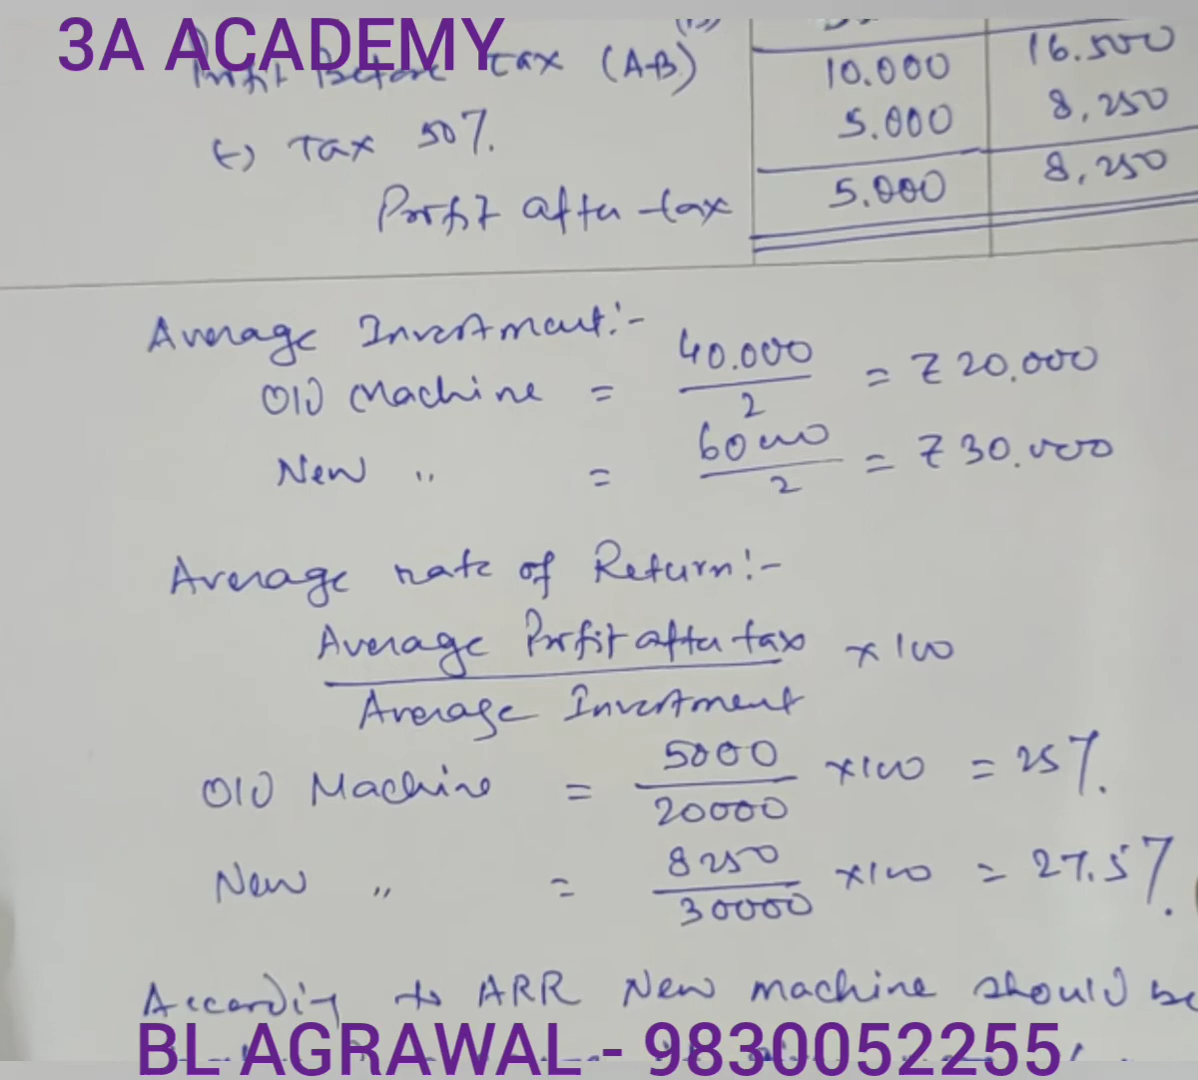 3A ACADEMY
Profit Before tax (A-B) 10.000 16.500
(-) Tax 50% 5.000 8,250
Profit after tax 5.000 8,250
Average Investment:-
Old Machine = 40.000 / 2 = ₹ 20.000
New " = 60000 / 2 = ₹ 30.000
Average rate of Return:-
Average Profit after tax × 100
Average Investment
Old Machine = 5000 / 20000 × 100 = 25%
New " = 8250 / 30000 × 100 = 27.5%
According to ARR New machine should be
BL AGRAWAL - 9830052255